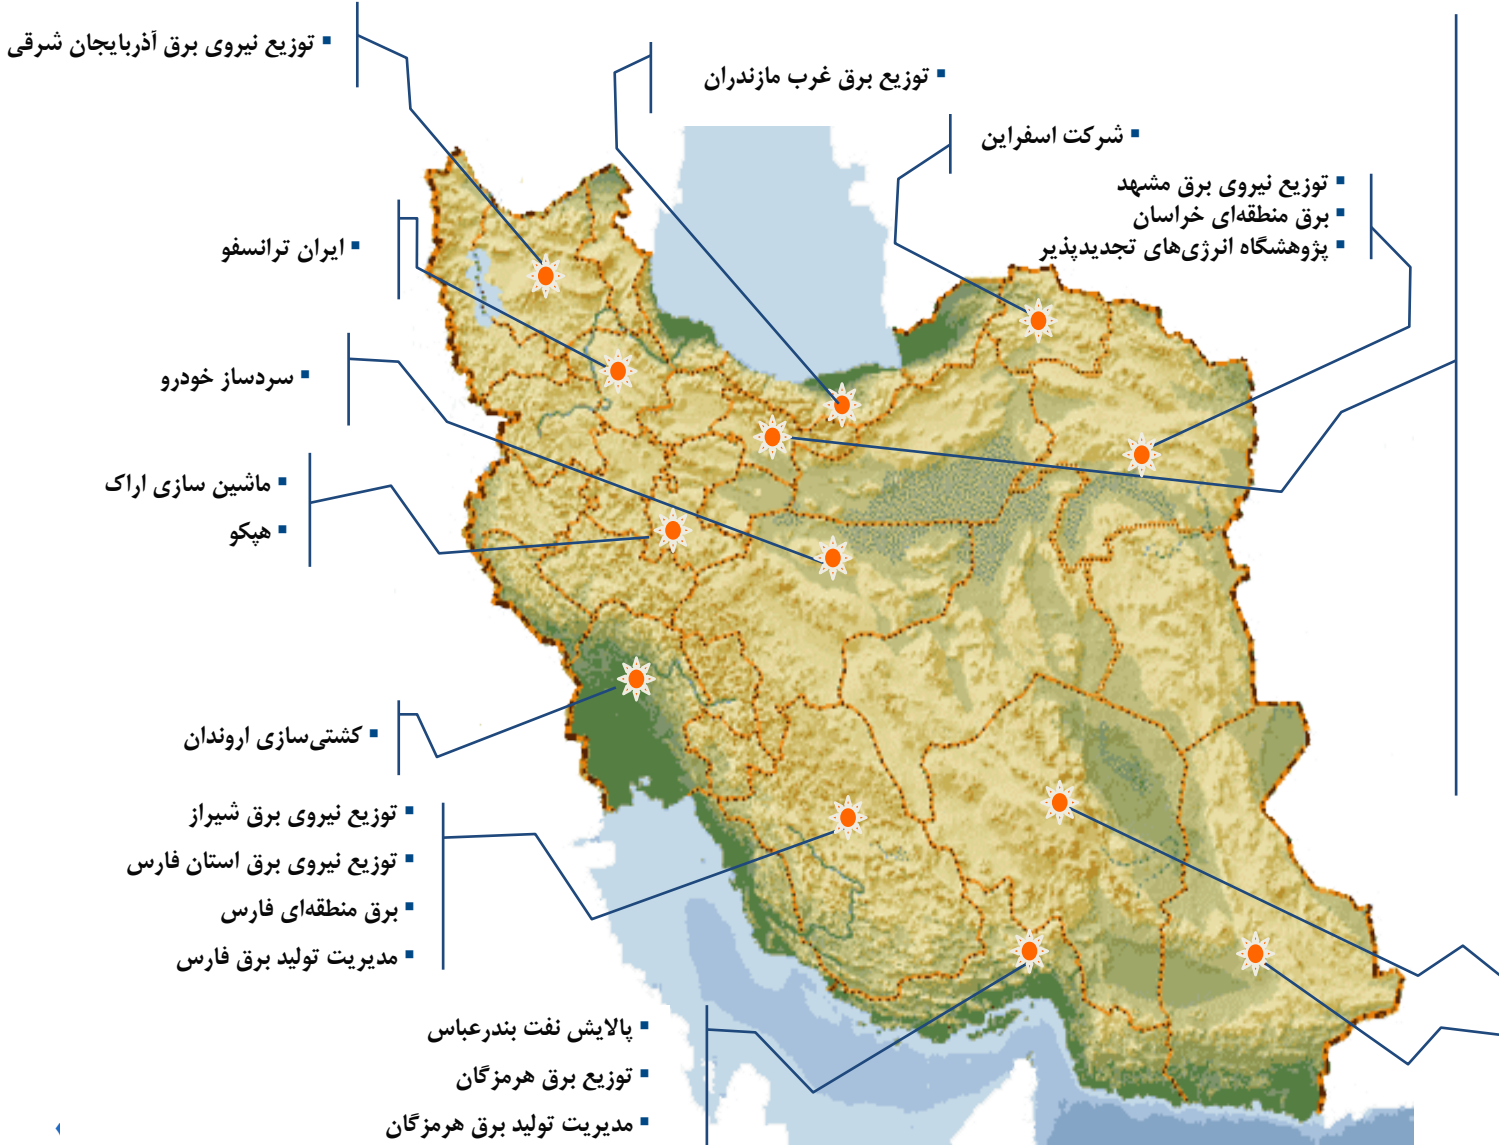 ▪ توزیع نیروی برق آذربایجان شرقی
▪ توزیع برق غرب مازندران
▪ شرکت اسفراین
▪ توزیع نیروی برق مشهد
▪ برق منطقه‌ای خراسان
▪ پژوهشگاه انرژی‌های تجدیدپذیر
▪ ایران ترانسفو
▪ سردساز خودرو
▪ ماشین سازی اراک
▪ هپکو
▪ کشتی‌سازی اروندان
▪ توزیع نیروی برق شیراز
▪ توزیع نیروی برق استان فارس
▪ برق منطقه‌ای فارس
▪ مدیریت تولید برق فارس
▪ پالایش نفت بندرعباس
▪ توزیع برق هرمزگان
▪ مدیریت تولید برق هرمزگان